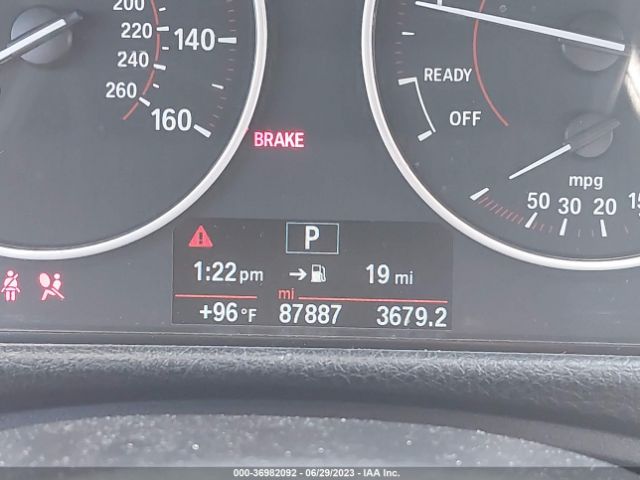 200
220
240
260
140
160
BRAKE
READY
OFF
mpg
50 30 20 15
P
1:22 pm 19 mi
mi
+96 °F 87887 3679.2
000-36982092 - 06/29/2023 - IAA Inc.